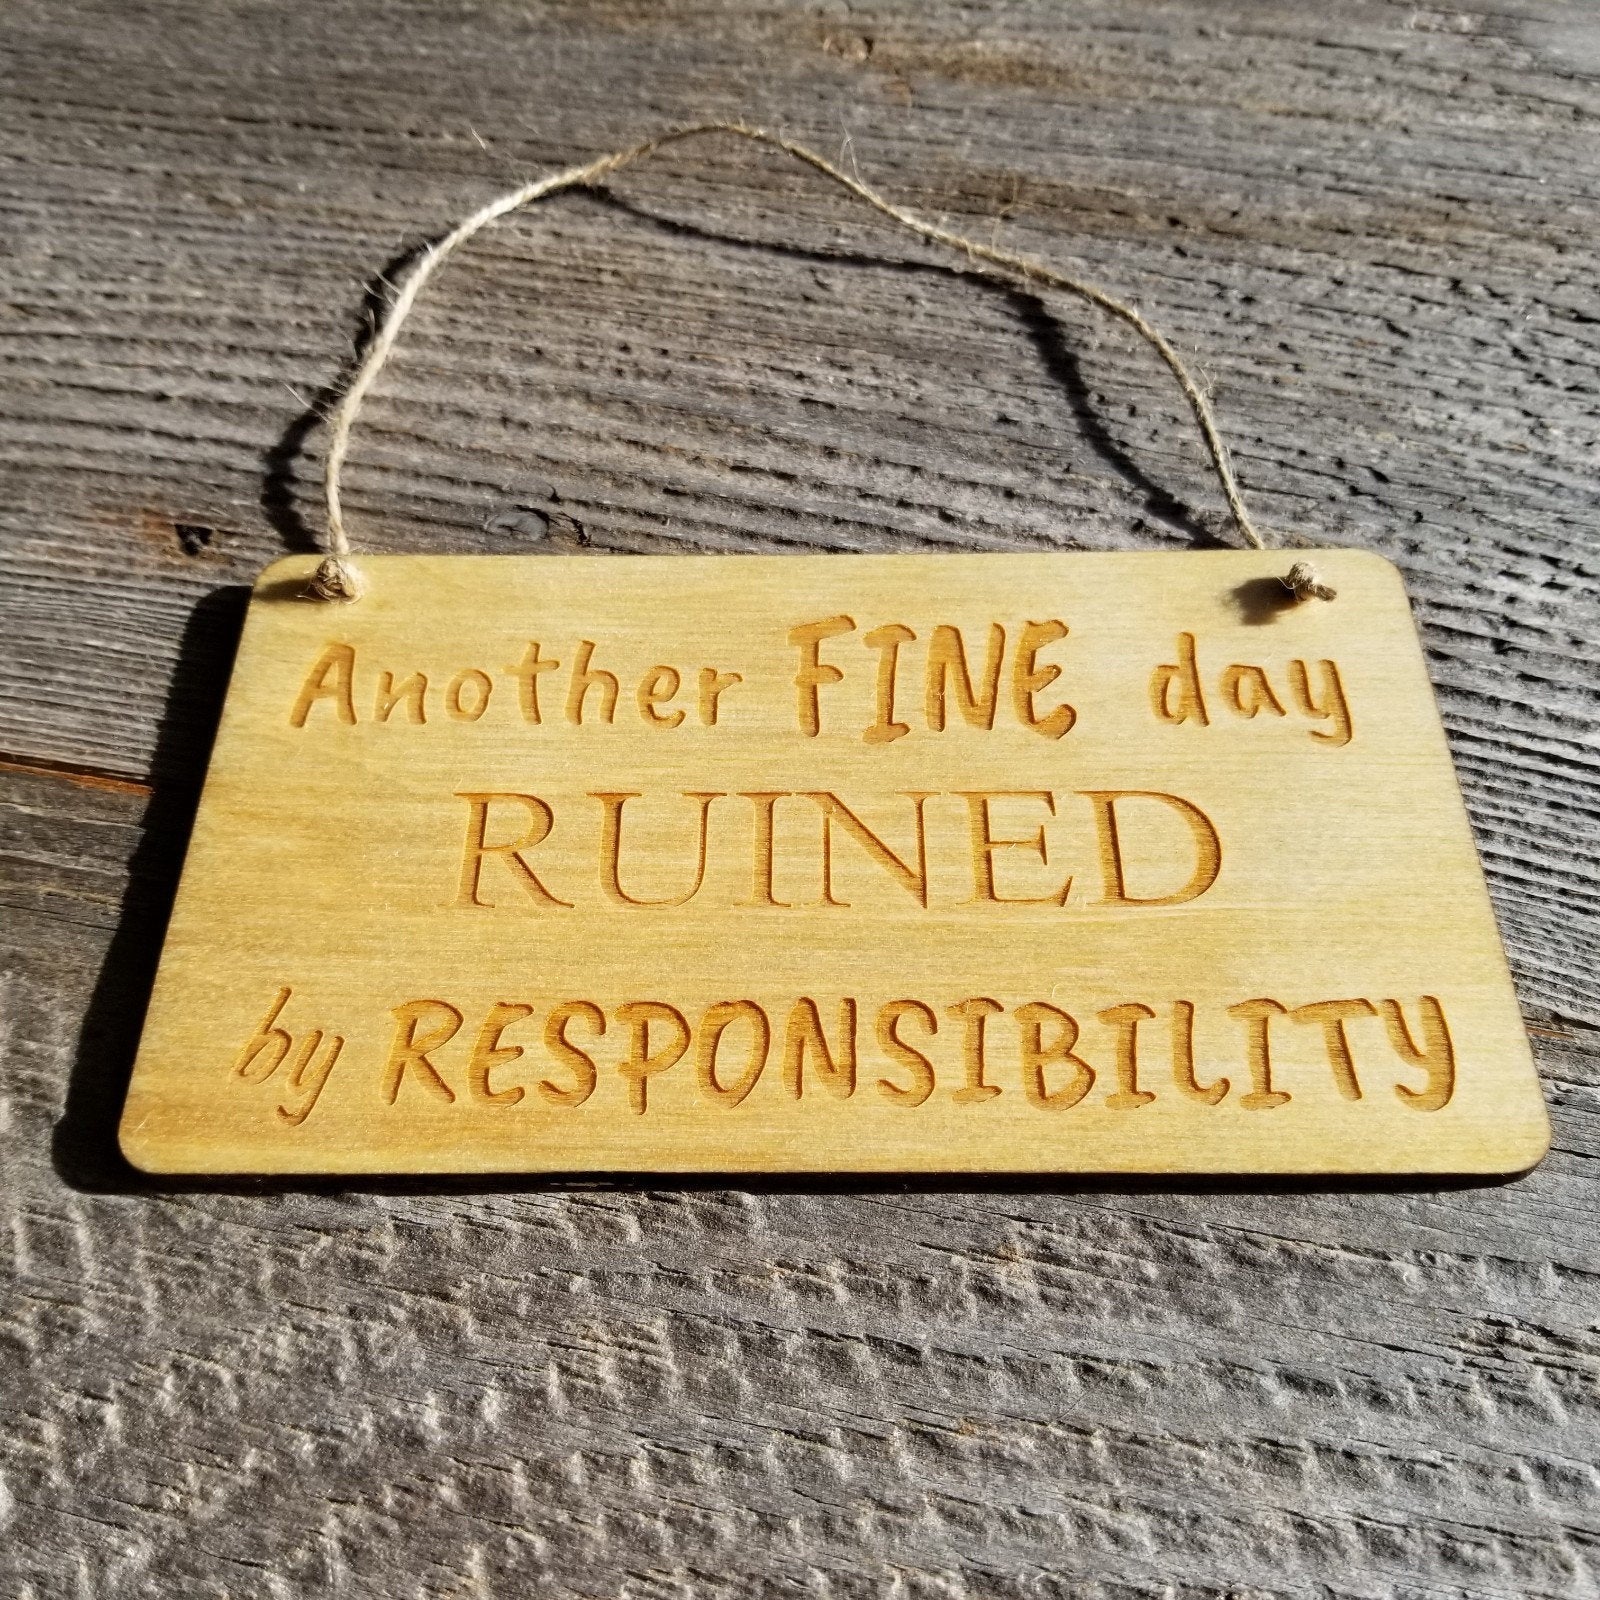 Another FINE day
RUINED
by RESPONSIBILITY